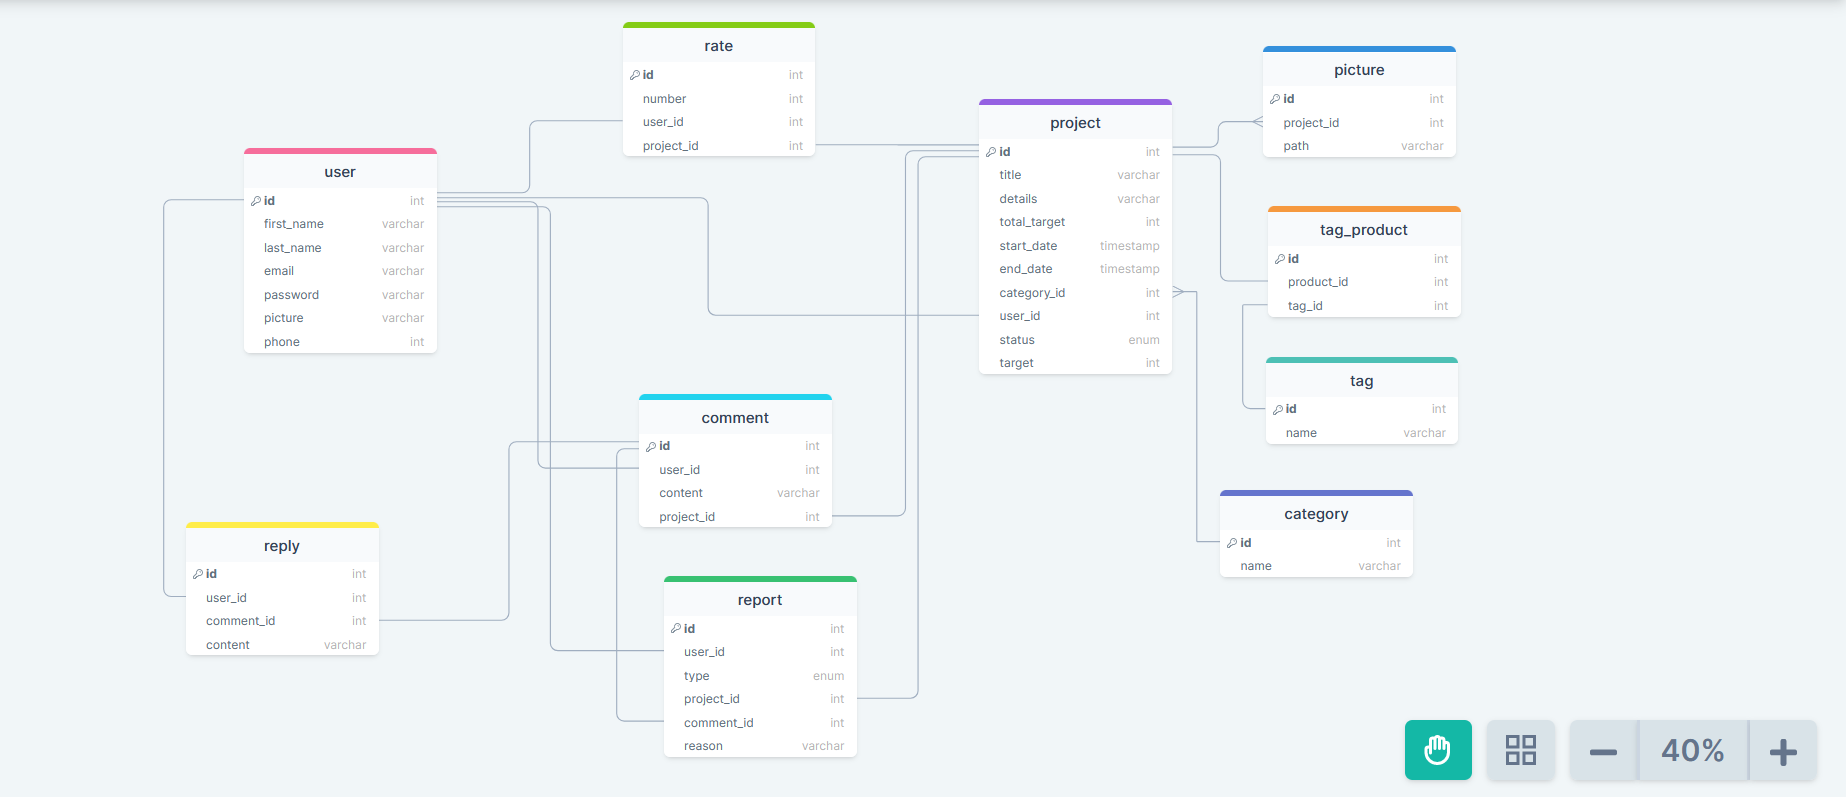 rate
id int
number int
user_id int
project_id int
user
id int
first_name varchar
last_name varchar
email varchar
password varchar
picture varchar
phone int
project
id int
title varchar
details varchar
total_target int
start_date timestamp
end_date timestamp
category_id int
user_id int
status enum
target int
picture
id int
project_id int
path varchar
tag_product
id int
product_id int
tag_id int
tag
id int
name varchar
comment
id int
user_id int
content varchar
project_id int
category
id int
name varchar
reply
id int
user_id int
comment_id int
content varchar
report
id int
user_id int
type enum
project_id int
comment_id int
reason varchar
40%